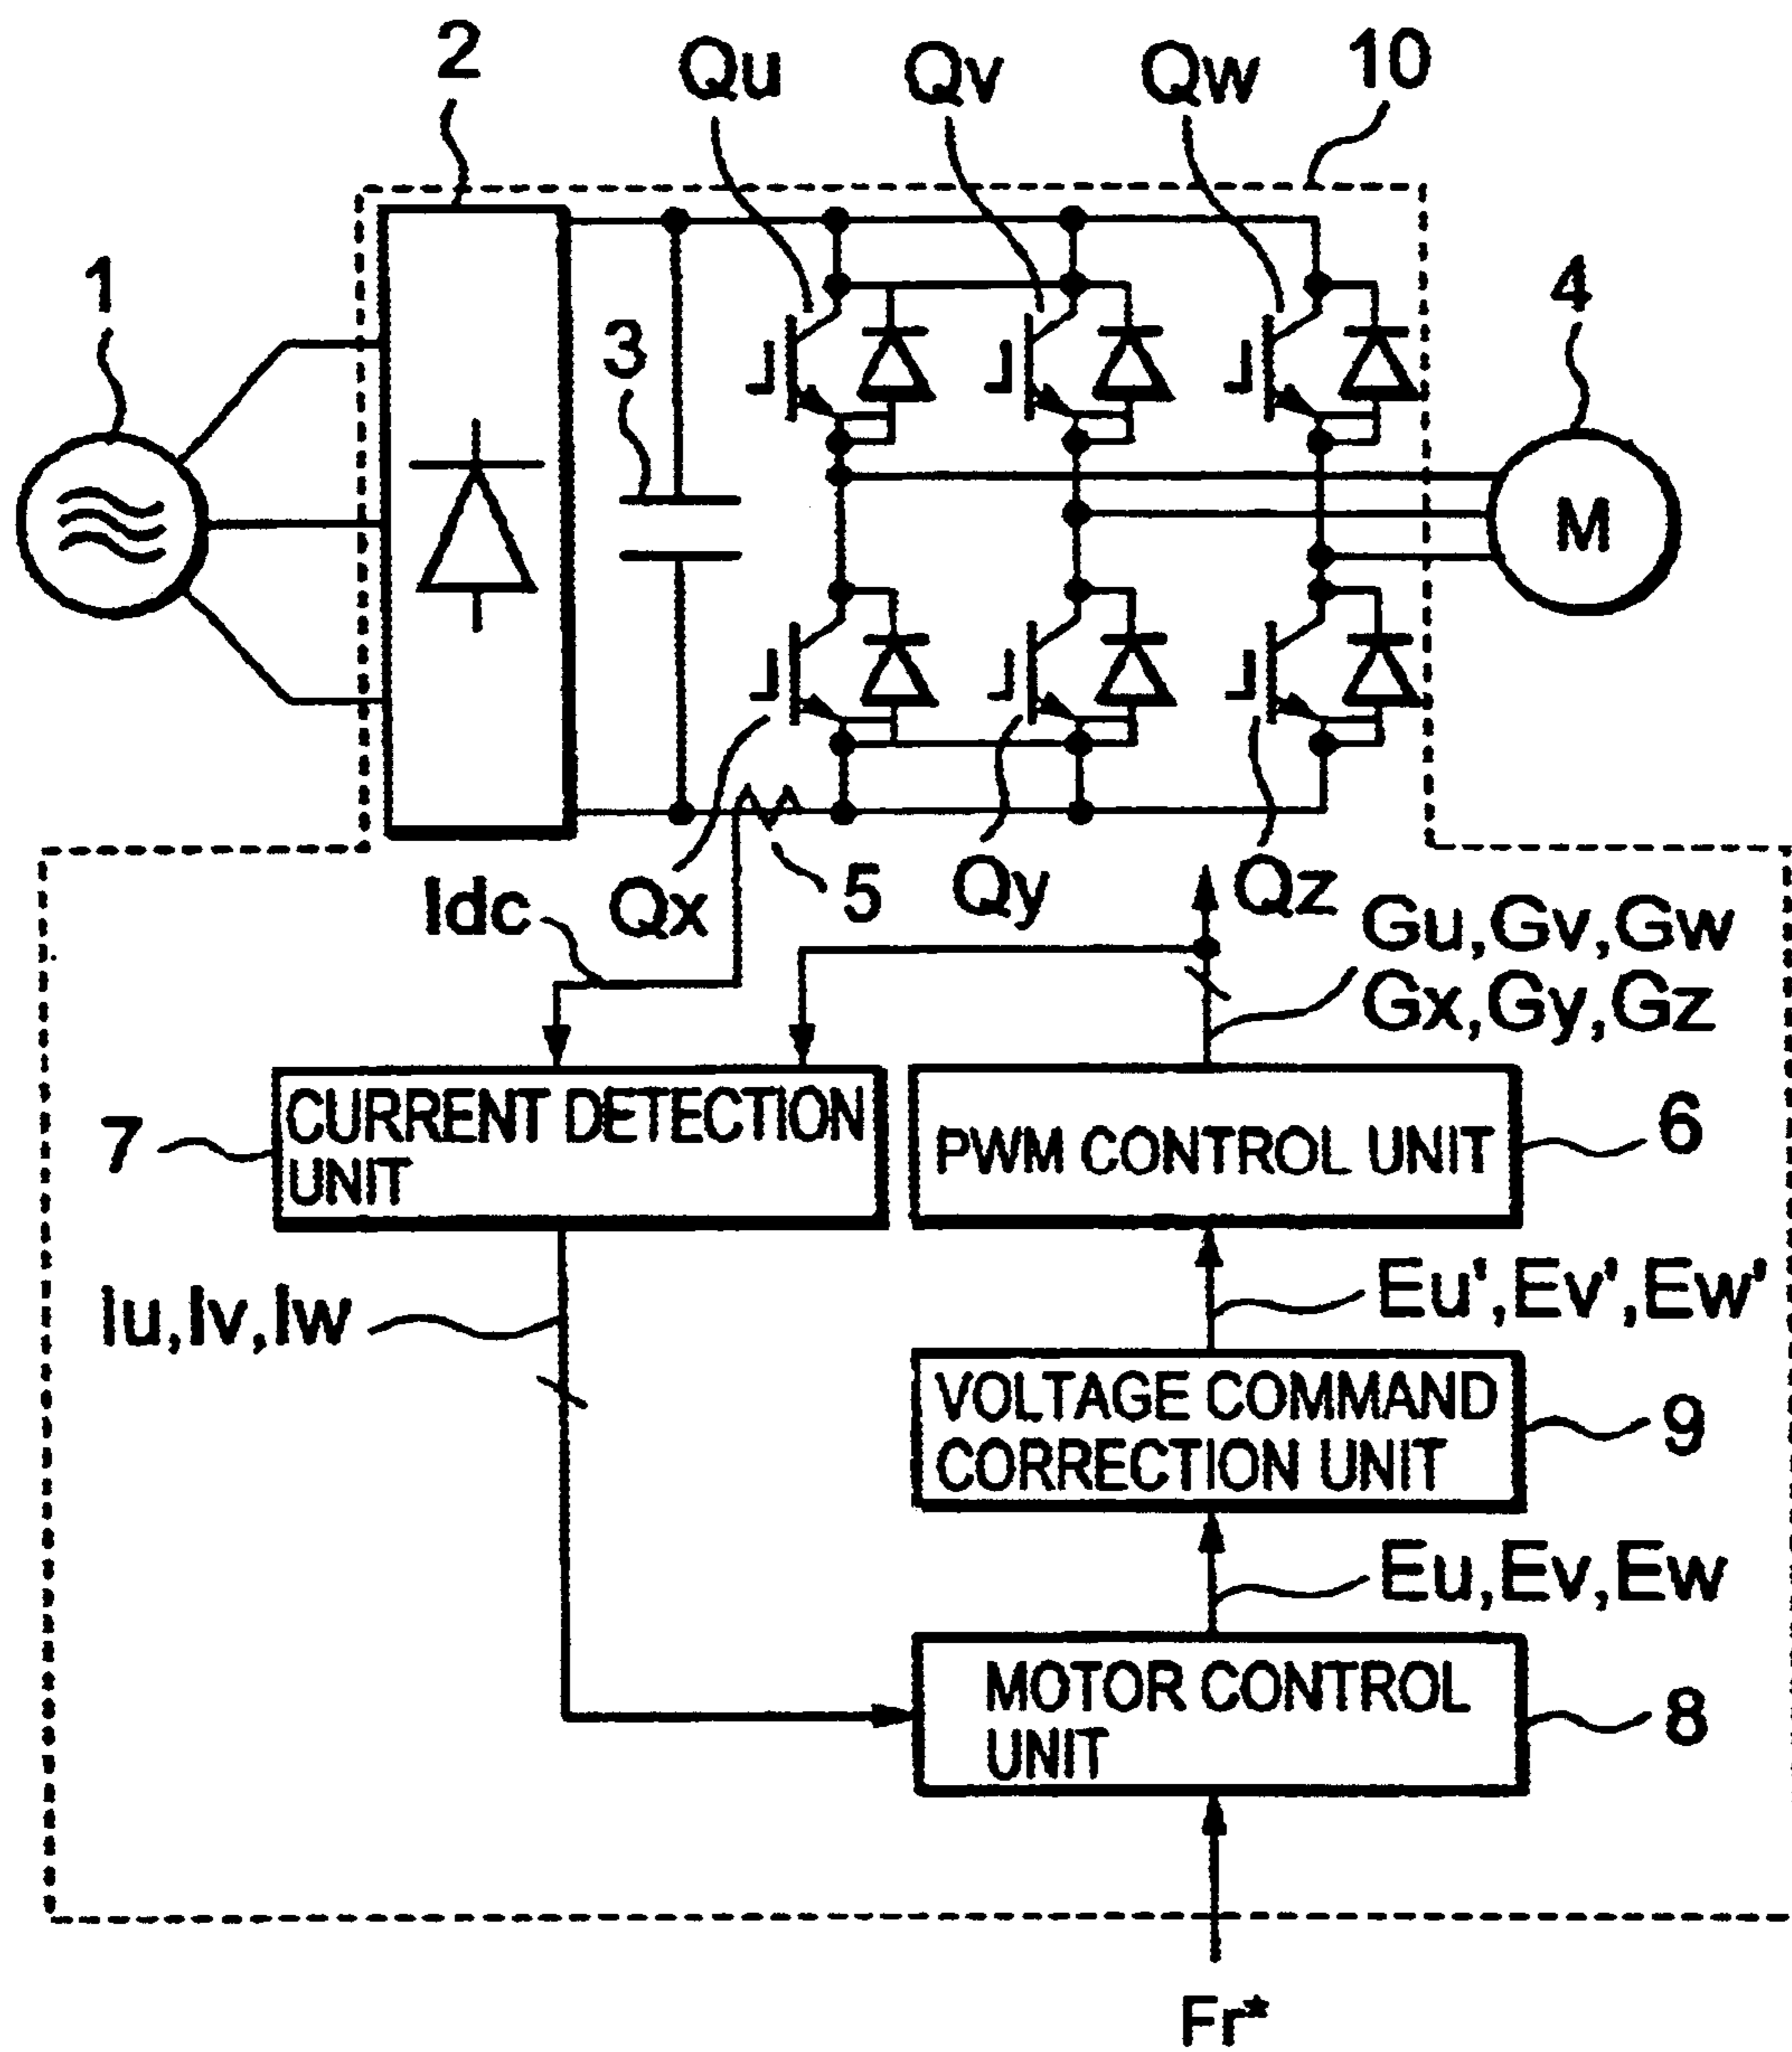 2
Qu
Qv
Qw
10
1
3
4
M
Idc
Qx
5
Qy
Qz
Gu,Gv,Gw
Gx,Gy,Gz
7
CURRENT DETECTION
UNIT
PWM CONTROL UNIT
6
Iu,Iv,Iw
Eu',Ev',Ew'
VOLTAGE COMMAND
CORRECTION UNIT
9
Eu,Ev,Ew
MOTOR CONTROL
UNIT
8
Fr*